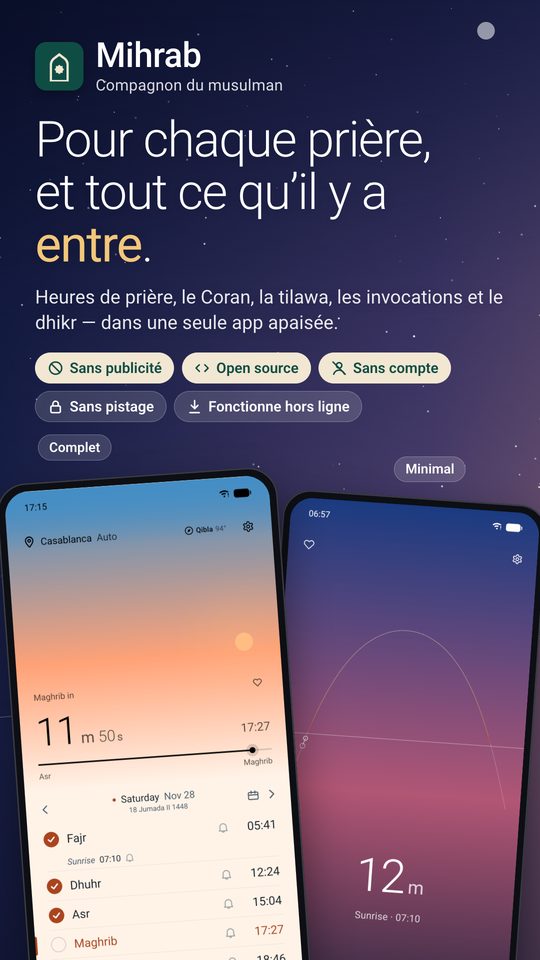 Mihrab
Compagnon du musulman
Pour chaque prière,
et tout ce qu’il y a
entre.
Heures de prière, le Coran, la tilawa, les invocations et le
dhikr — dans une seule app apaisée.
Sans publicité
Open source
Sans compte
Sans pistage
Fonctionne hors ligne
Complet
Minimal
17:15
Casablanca Auto
Qibla 94°
Maghrib in
11 m 50s
17:27
Asr
Maghrib
Saturday Nov 28
18 Jumada II 1448
Fajr 05:41
Sunrise 07:10
Dhuhr 12:24
Asr 15:04
Maghrib 17:27
18:46
06:57
12 m
Sunrise · 07:10